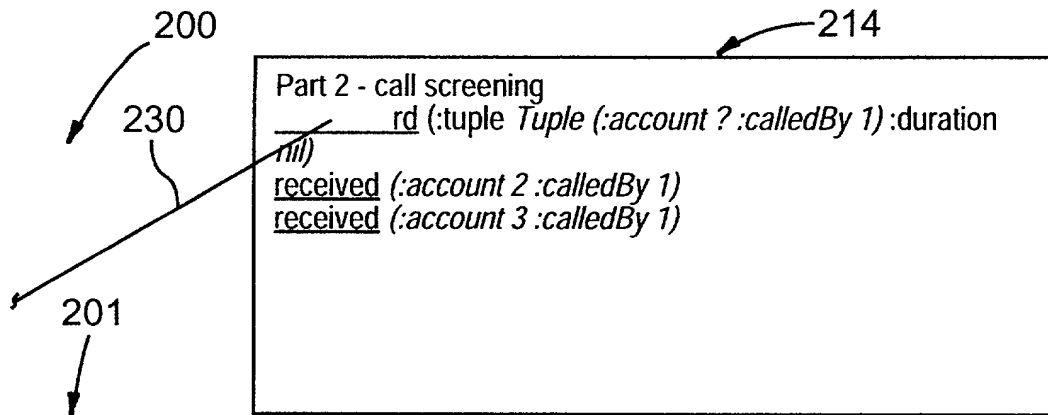 200
214
Part 2 - call screening
230
rd (:tuple Tuple (:account ? :calledBy 1) :duration
nil)
received (:account 2 :calledBy 1)
received (:account 3 :calledBy 1)
201